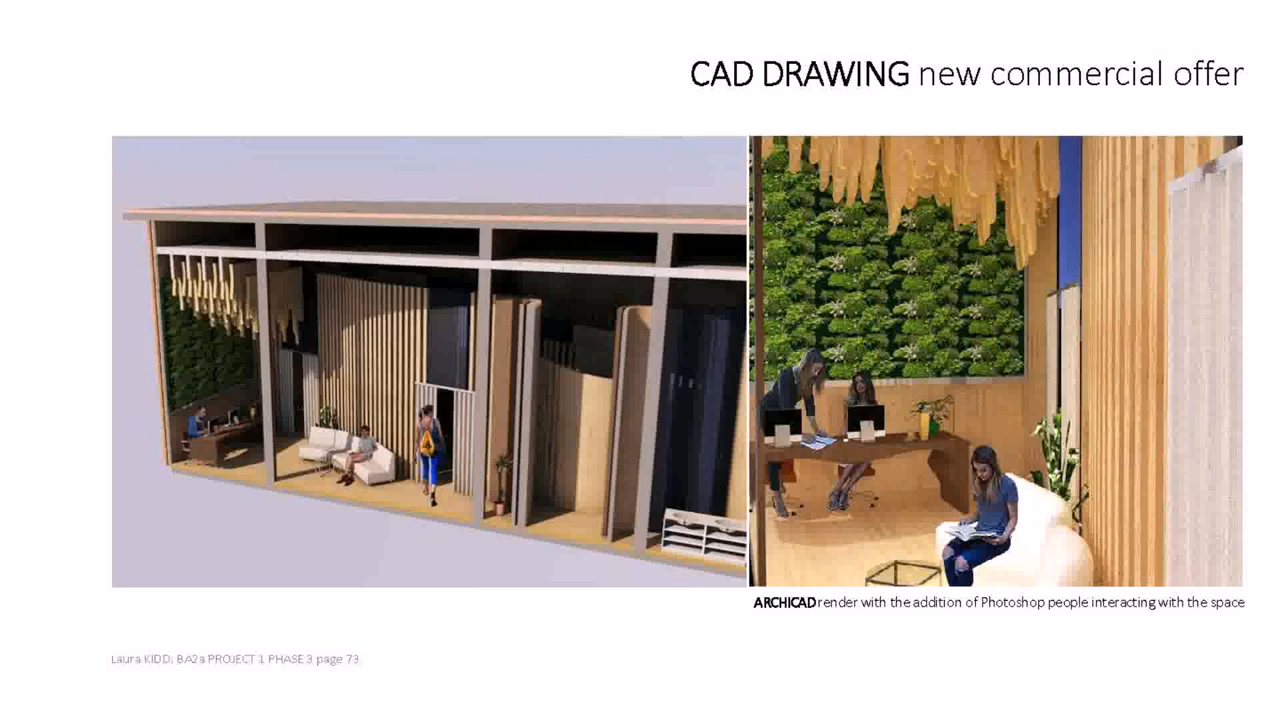 CAD DRAWING new commercial offer
ARCHICAD render with the addition of Photoshop people interacting with the space
Laura KIDD: BA2a PROJECT 1 PHASE 3 page 73